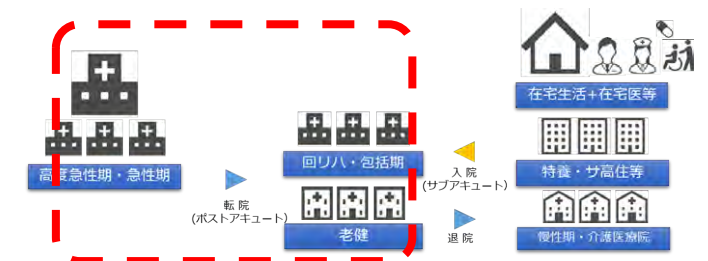 在宅生活+在宅医等
高度急性期・急性期
回リハ・包括期
入院
(サブアキュート)
特養・サ高住等
転院
(ポストアキュート)
老健
退院
慢性期・介護医療院